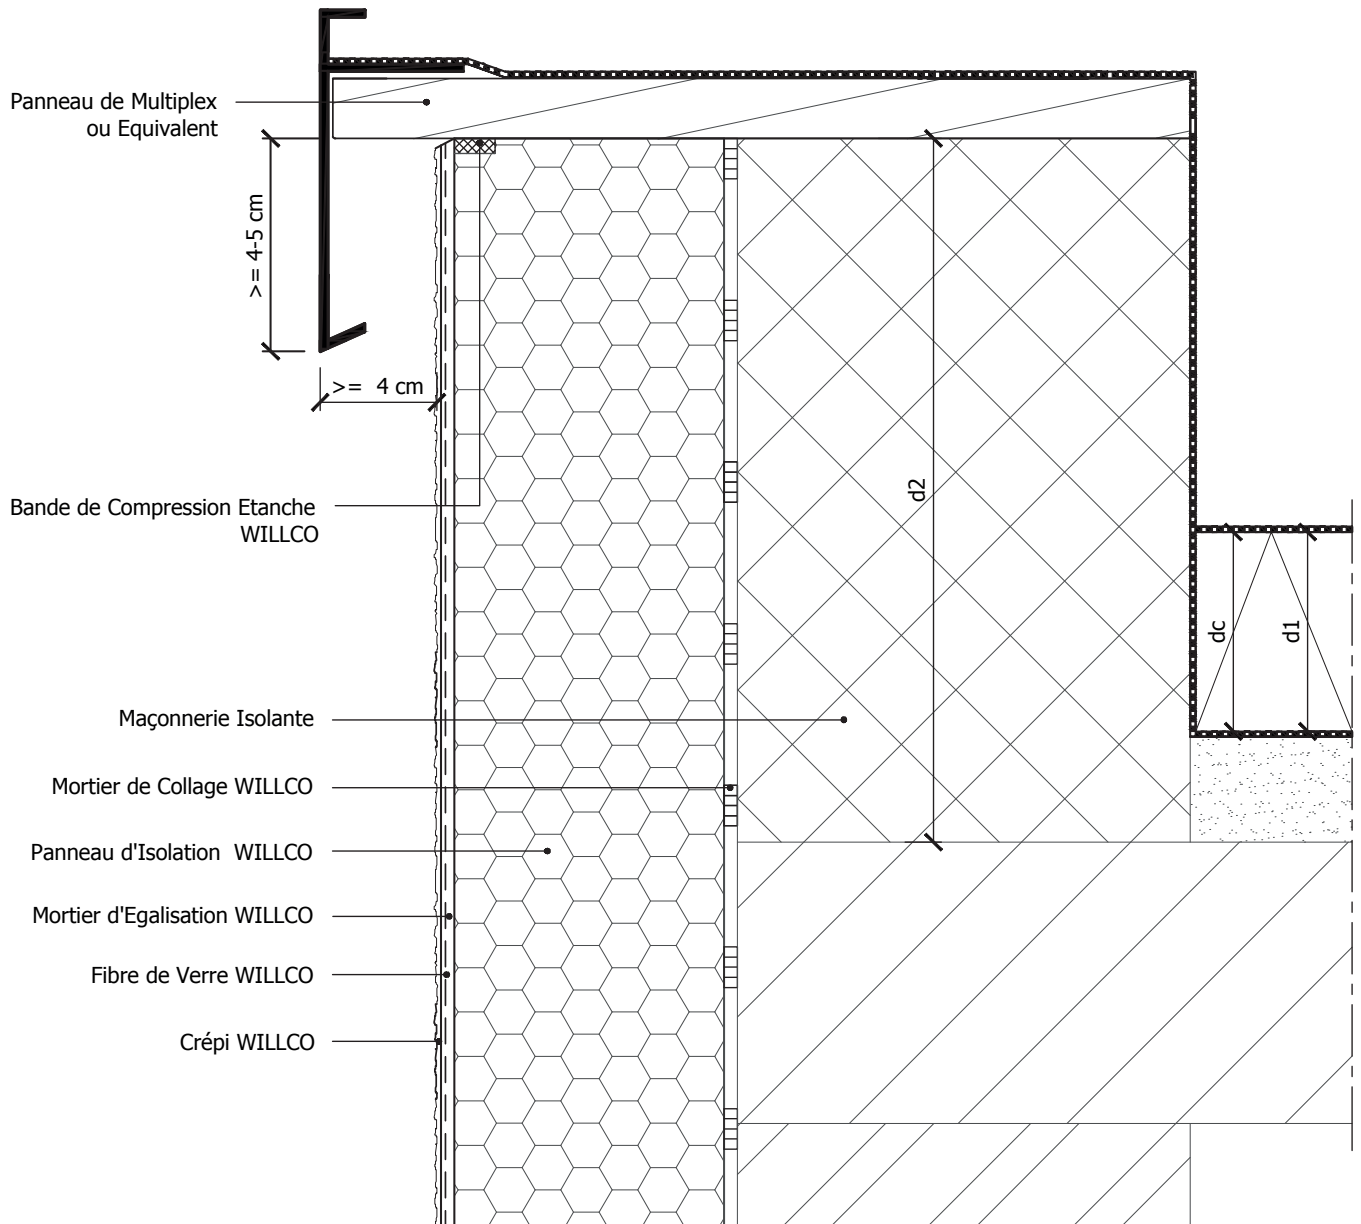 Panneau de Multiplex
ou Equivalent
>= 4-5 cm
>= 4 cm
Bande de Compression Etanche
WILLCO
d2
dc
d1
Maçonnerie Isolante
Mortier de Collage WILLCO
Panneau d'Isolation WILLCO
Mortier d'Egalisation WILLCO
Fibre de Verre WILLCO
Crépi WILLCO